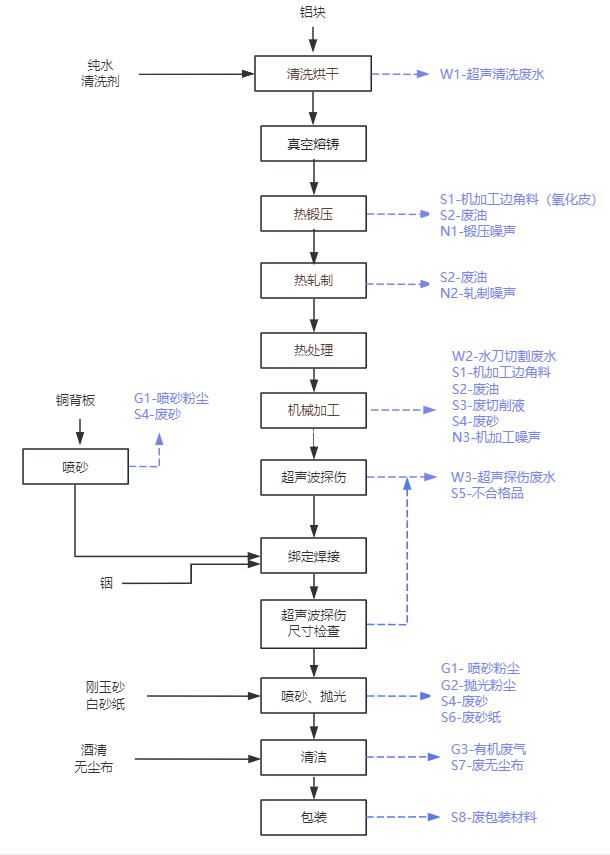 铝块
纯水
清洗剂
清洗烘干
W1-超声清洗废水
真空熔铸
热锻压
S1-机加工边角料（氧化皮）
S2-废油
N1-锻压噪声
热轧制
S2-废油
N2-轧制噪声
热处理
W2-水刀切割废水
S1-机加工边角料
S2-废油
S3-废切削液
S4-废砂
N3-机加工噪声
机械加工
铜背板
G1-喷砂粉尘
S4-废砂
喷砂
超声波探伤
W3-超声探伤废水
S5-不合格品
绑定焊接
铟
超声波探伤
尺寸检查
刚玉砂
白砂纸
喷砂、抛光
G1- 喷砂粉尘
G2-抛光粉尘
S4-废砂
S6-废砂纸
酒清
无尘布
清洁
G3-有机废气
S7-废无尘布
包装
S8-废包装材料